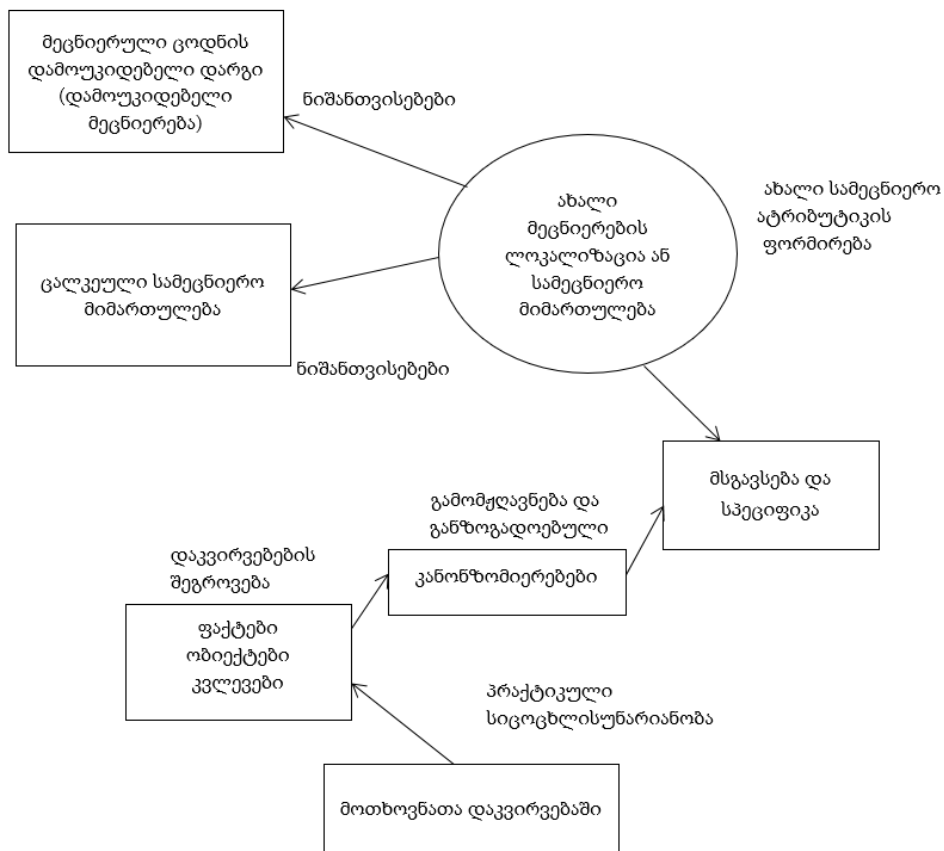 მეცნიერული ცოდნის
დამოუკიდებელი დარგი
(დამოუკიდებელი
მეცნიერება)
ნიშანთვისებები
ახალი
მეცნიერების
ლოკალიზაცია ან
სამეცნიერო
მიმართულება
ახალი სამეცნიერო
ატრიბუტიკის
ფორმირება
ცალკეული სამეცნიერო
მიმართულება
ნიშანთვისებები
მსგავსება და
სპეციფიკა
გამომჟღავნება და
განზოგადოებული
კანონზომიერებები
დაკვირვებების
შეგროვება
ფაქტები
ობიექტები
კვლევები
პრაქტიკული
სიცოცხლისუნარიანობა
მოთხოვნათა დაკვირვებაში